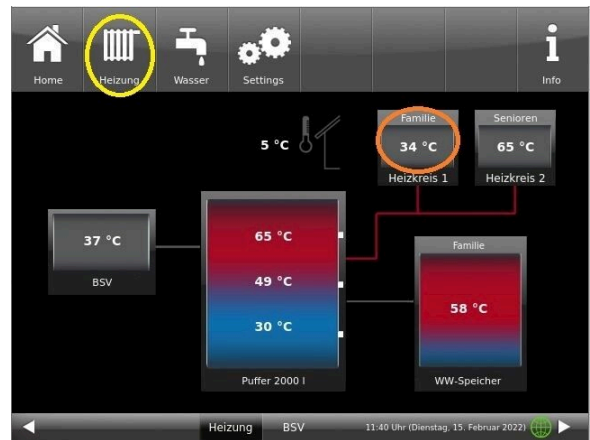 Home
Heizung
Wasser
Settings
Info
5 °C
Familie
34 °C
Heizkreis 1
Senioren
65 °C
Heizkreis 2
37 °C
BSV
65 °C
49 °C
30 °C
Puffer 2000 l
Familie
58 °C
WW-Speicher
Heizung
BSV
11:40 Uhr (Dienstag, 15. Februar 2022)